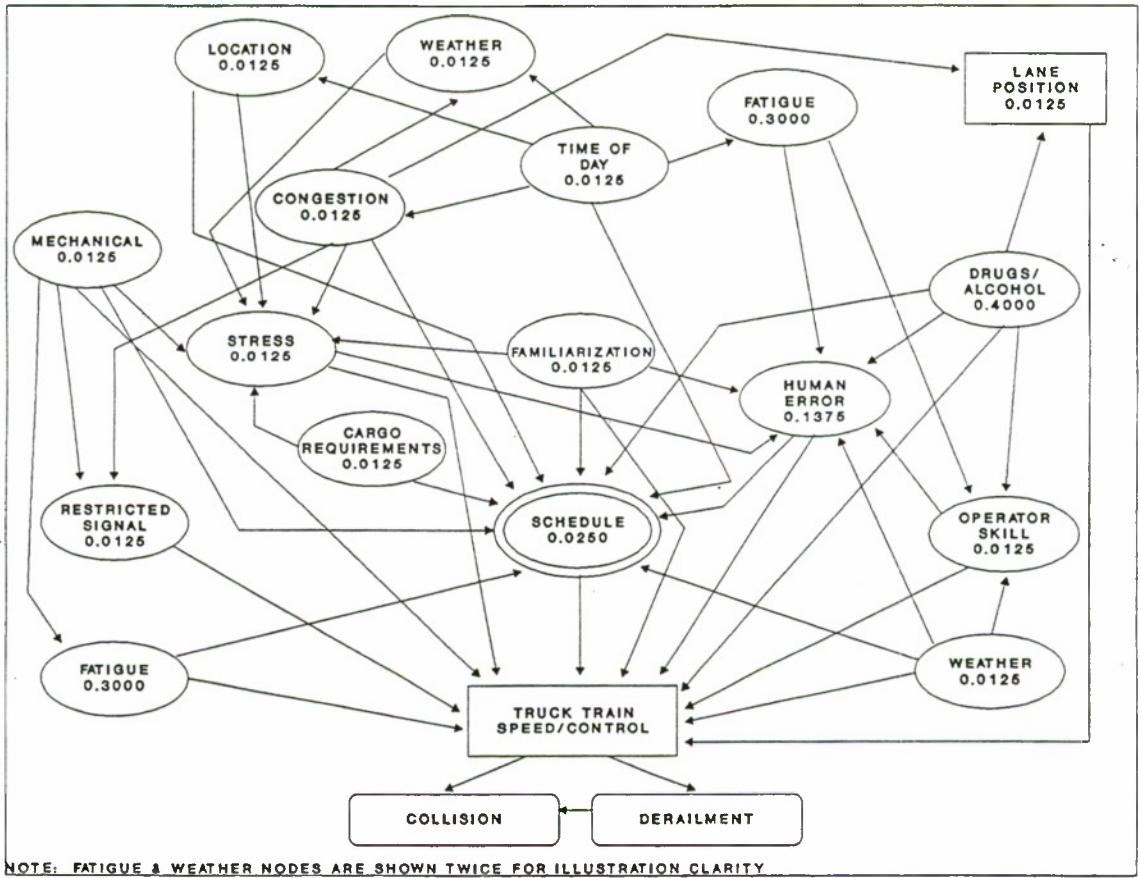 LOCATION
0.0125
WEATHER
0.0125
LANE
POSITION
0.0125
FATIGUE
0.3000
TIME OF
DAY
0.0125
CONGESTION
0.0125
MECHANICAL
0.0125
DRUGS/
ALCOHOL
0.4000
STRESS
0.0125
FAMILIARIZATION
0.0125
HUMAN
ERROR
0.1375
CARGO
REQUIREMENTS
0.0125
RESTRICTED
SIGNAL
0.0125
SCHEDULE
0.0250
OPERATOR
SKILL
0.0125
FATIGUE
0.3000
WEATHER
0.0125
TRUCK TRAIN
SPEED/CONTROL
COLLISION
DERAILMENT
NOTE: FATIGUE & WEATHER NODES ARE SHOWN TWICE FOR ILLUSTRATION CLARITY